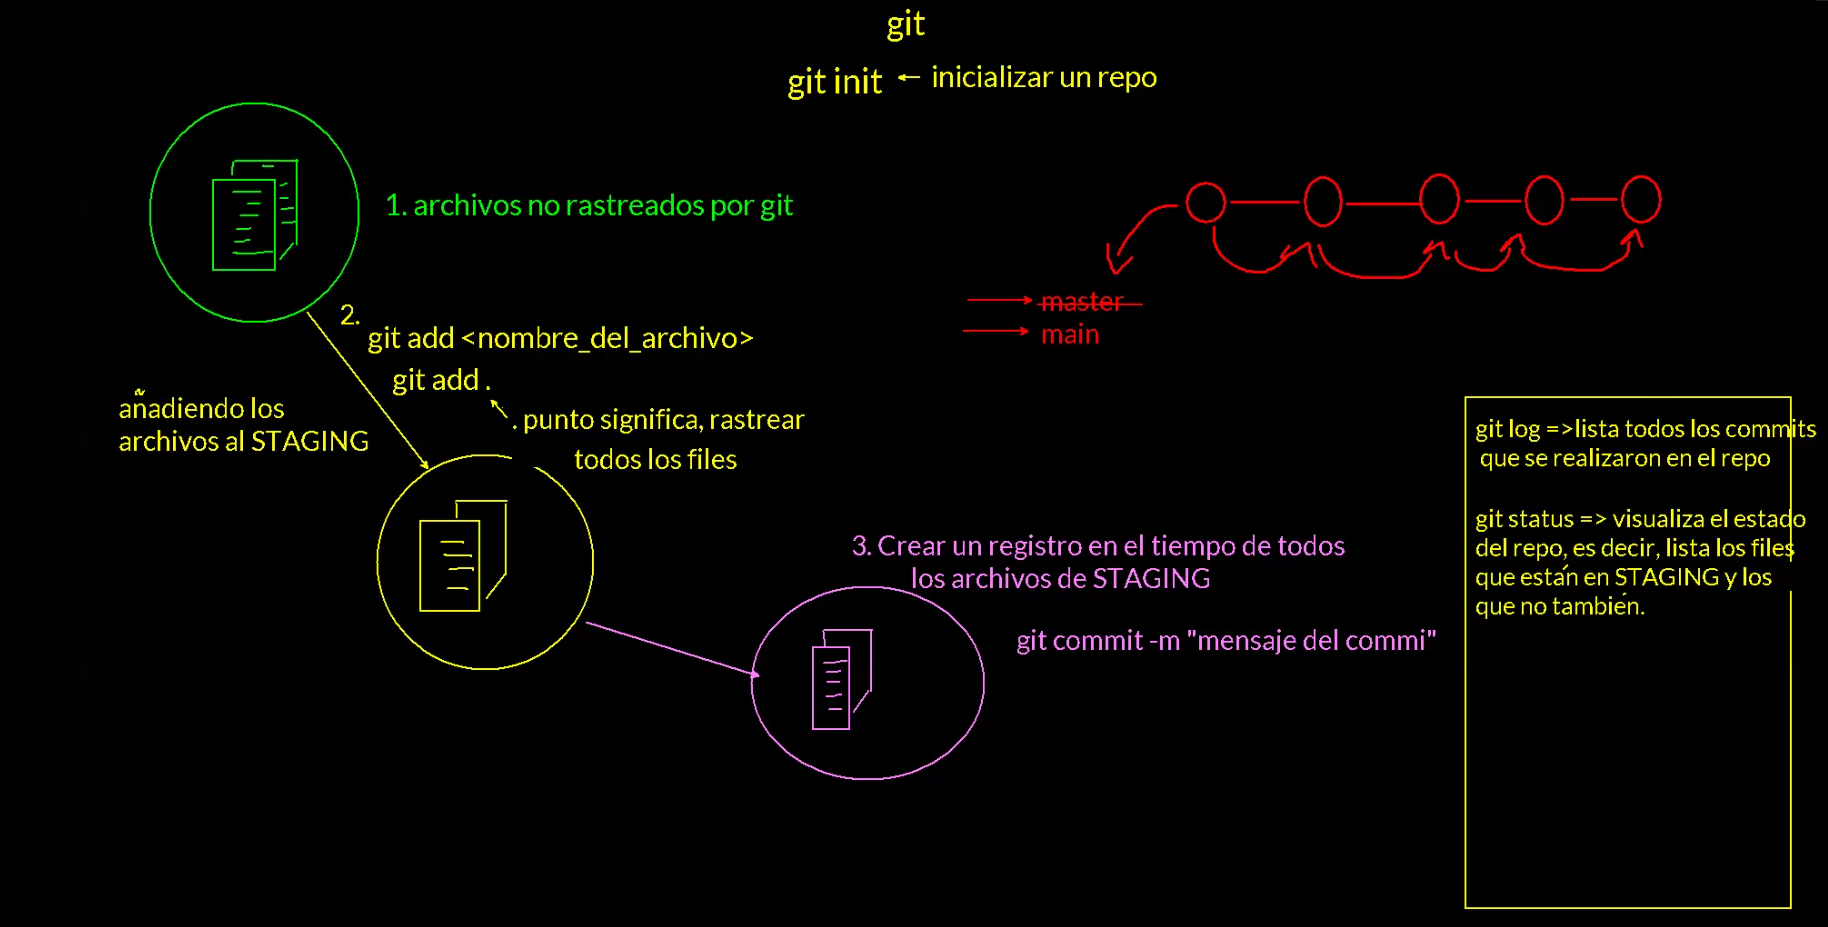 git
git init ← inicializar un repo
1. archivos no rastreados por git
2.
git add <nombre_del_archivo>
git add .
. punto significa, rastrear
todos los files
añadiendo los
archivos al STAGING
master
main
3. Crear un registro en el tiempo de todos
los archivos de STAGING
git commit -m "mensaje del commi"
git log =>lista todos los commits
que se realizaron en el repo
git status => visualiza el estado
del repo, es decir, lista los files
que están en STAGING y los
que no también.